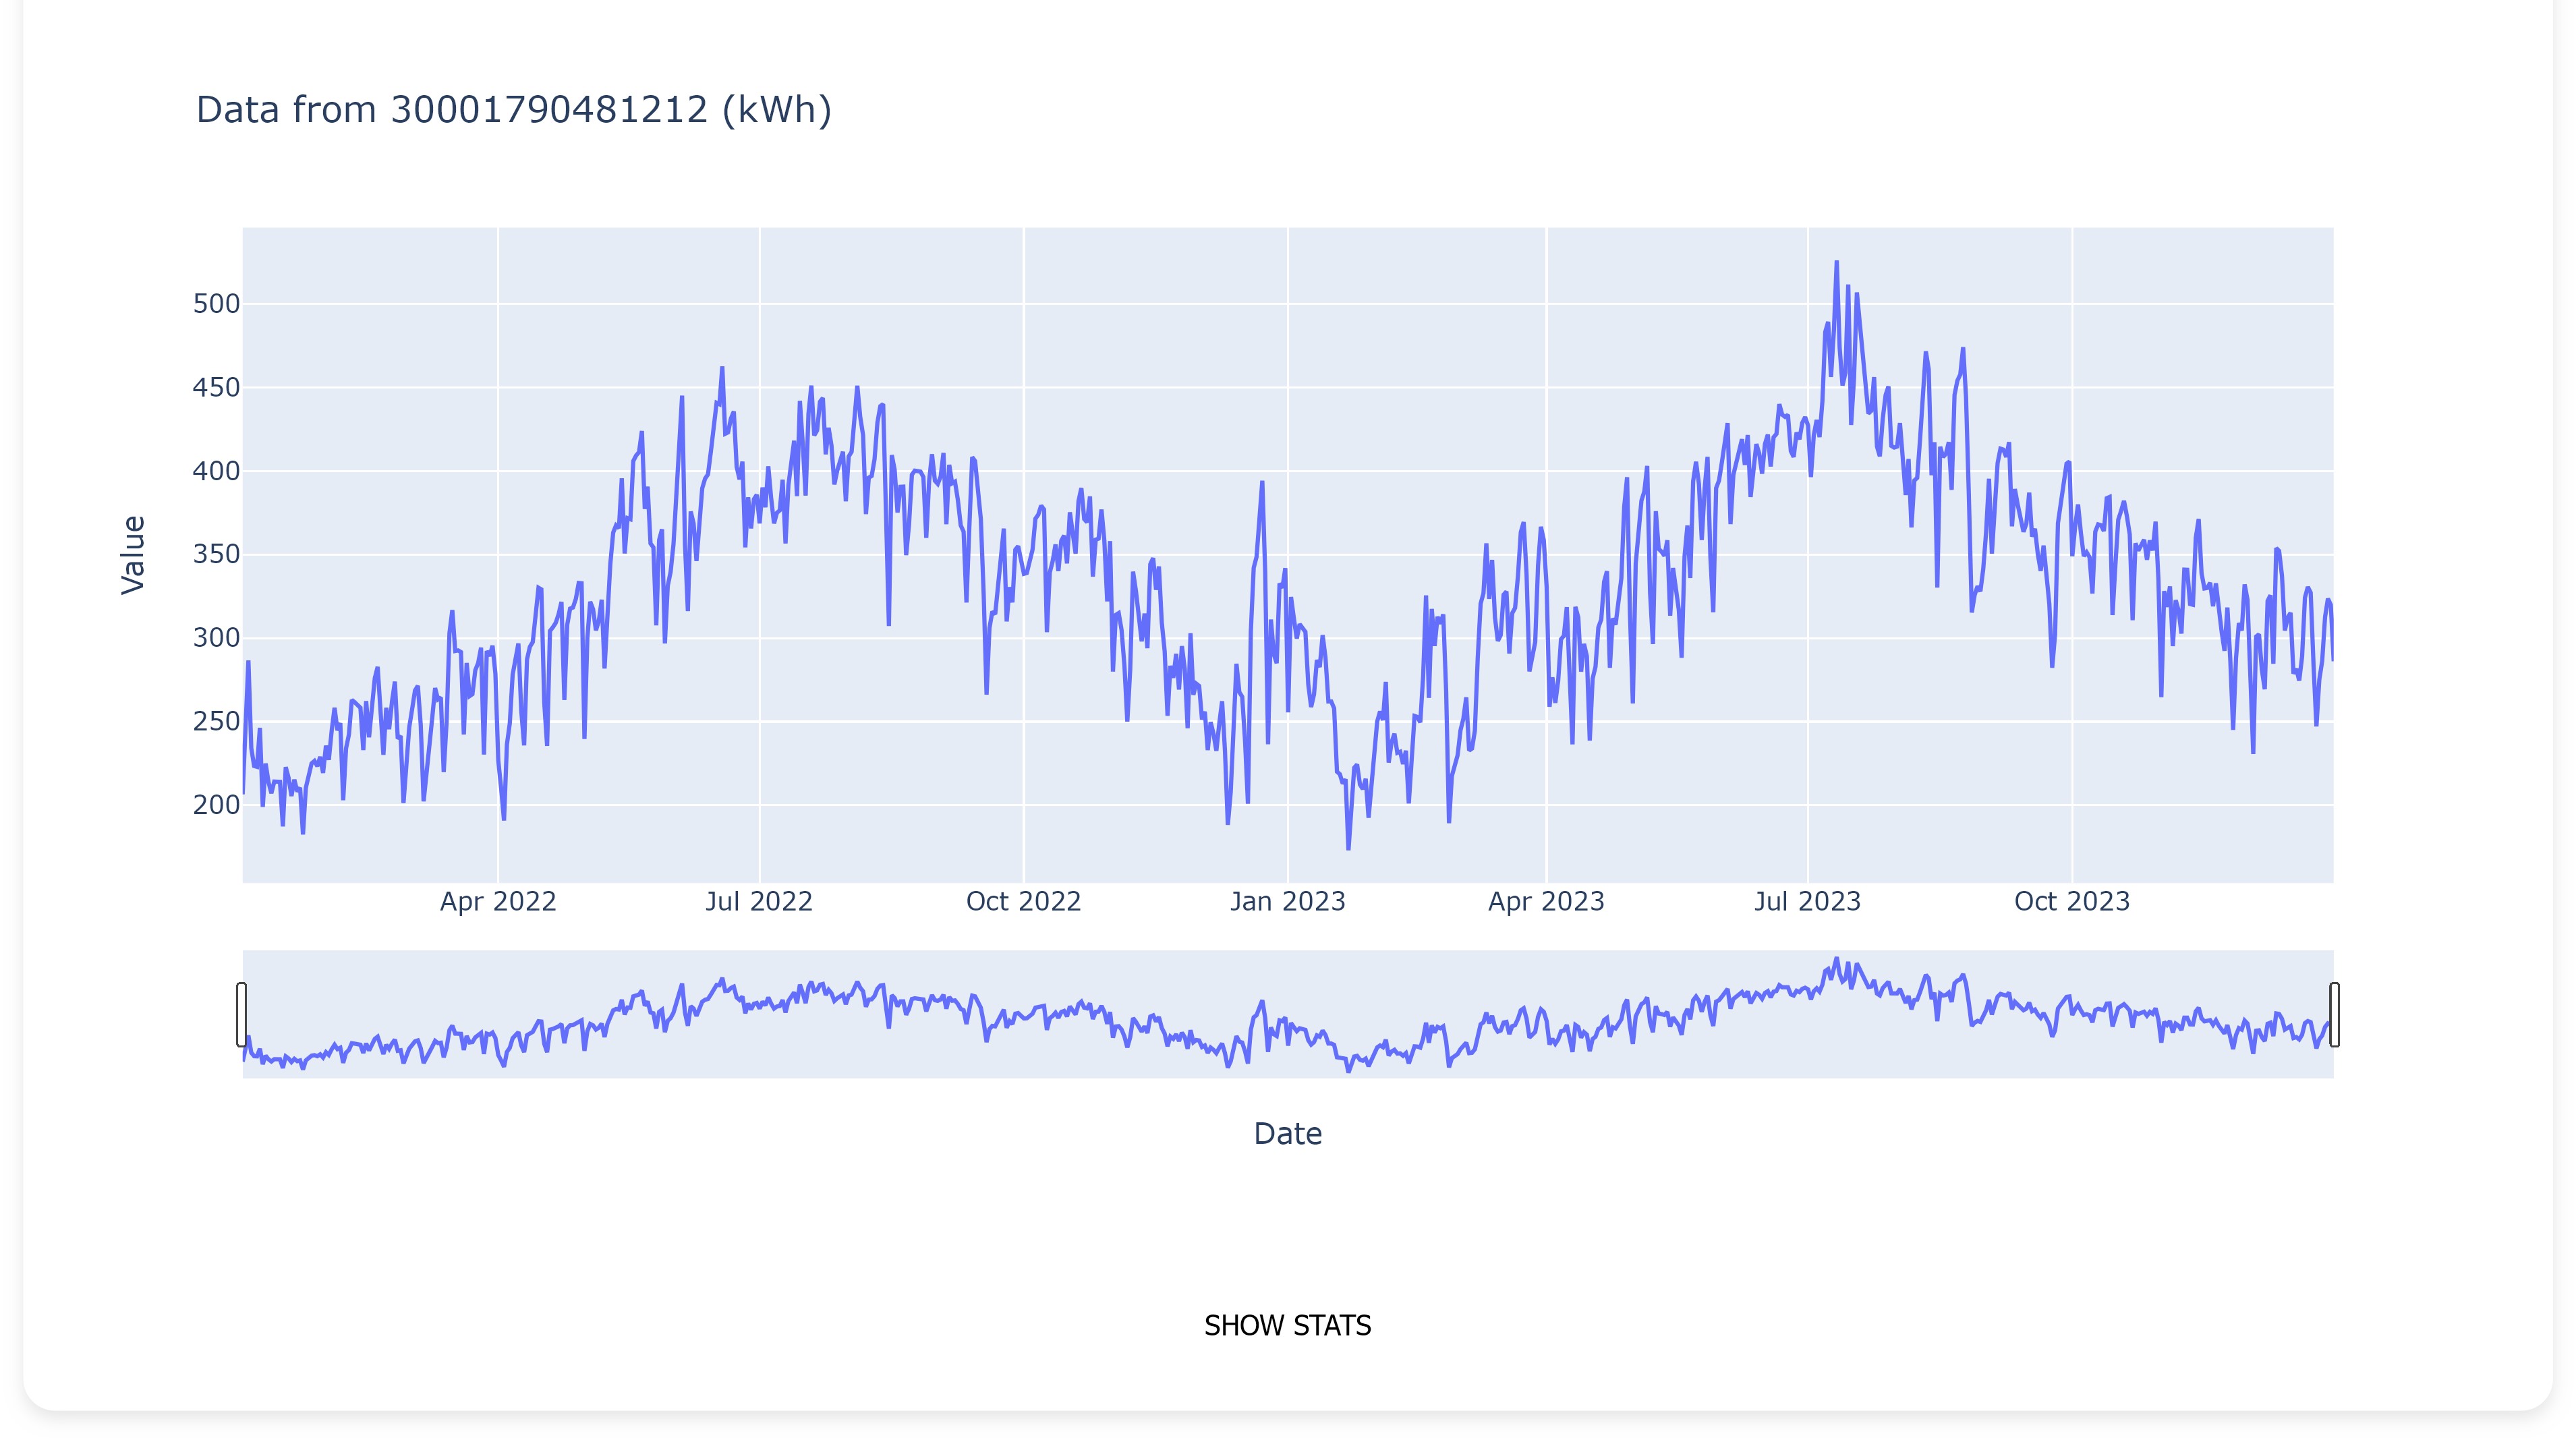 Data from 30001790481212 (kWh)
Value
500
450
400
350
300
250
200
Apr 2022 Jul 2022 Oct 2022 Jan 2023 Apr 2023 Jul 2023 Oct 2023
Date
SHOW STATS